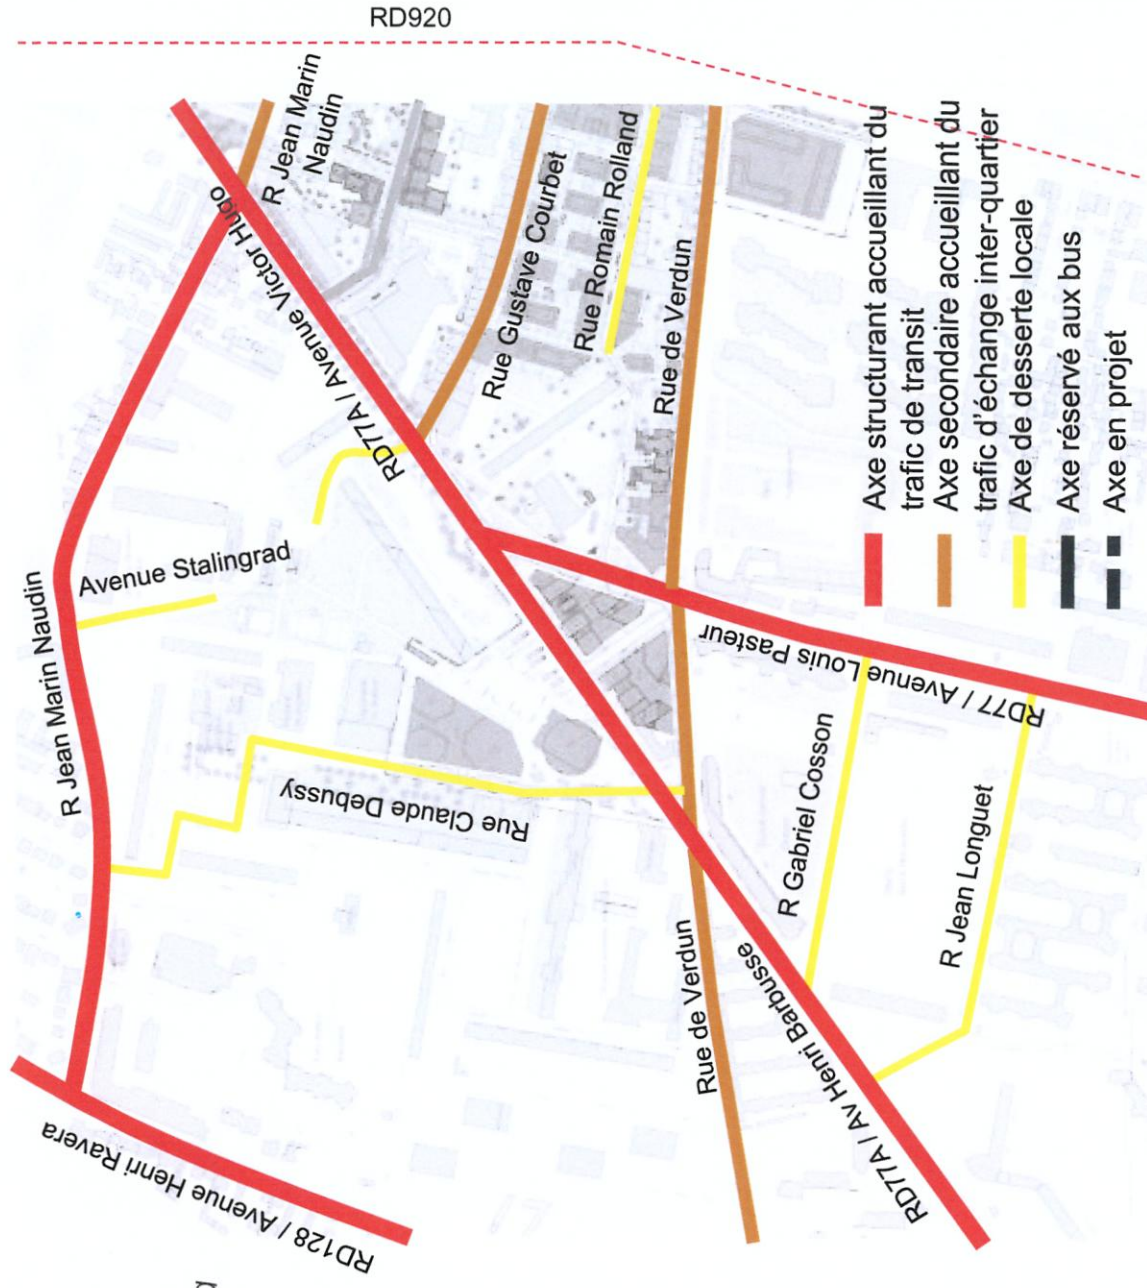 RD920
R Jean Marin
Naudin
RD77A / Avenue Victor Hugo
Rue Gustave Courbet
Rue Romain Rolland
Rue de Verdun
R Jean Marin Naudin
Avenue Stalingrad
Rue Claude Debussy
RD77 / Avenue Louis Pasteur
R Gabriel Cosson
R Jean Longuet
Rue de Verdun
RD77A / Av Henri Barbusse
RD128 / Avenue Henri Ravera
Axe structurant accueillant du
trafic de transit
Axe secondaire accueillant du
trafic d'échange inter-quartier
Axe de desserte locale
Axe réservé aux bus
Axe en projet